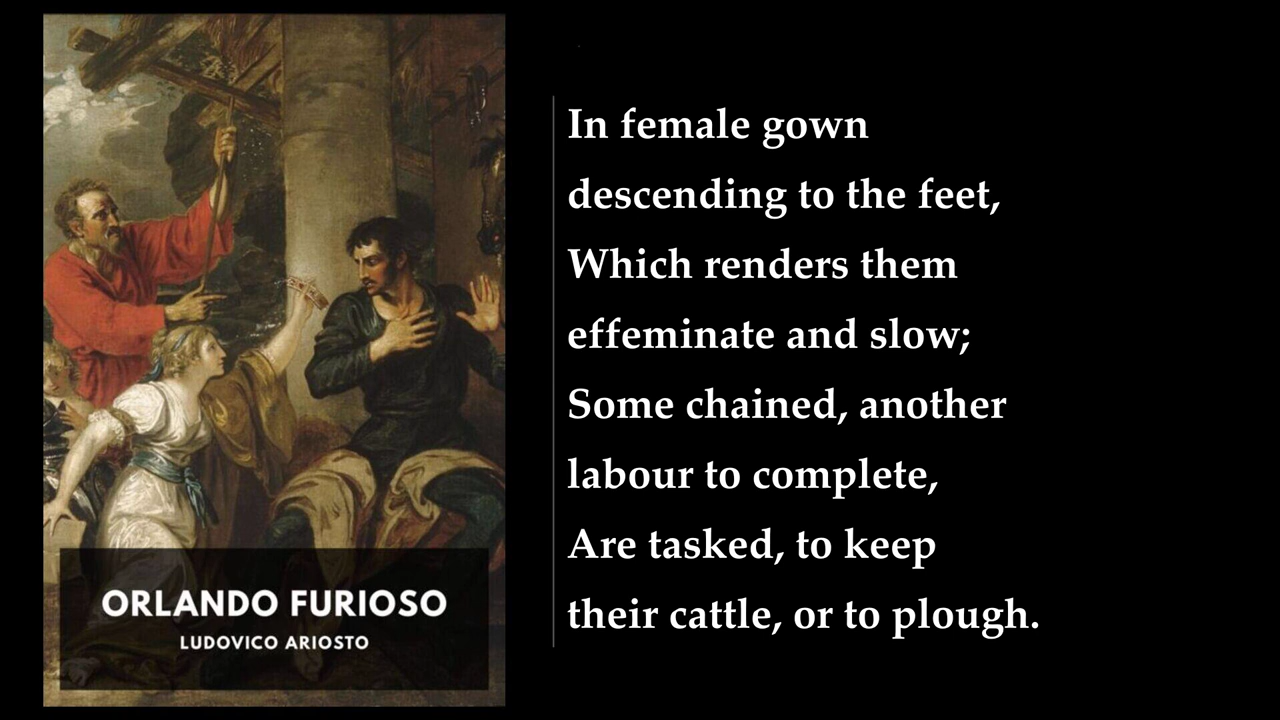 ORLANDO FURIOSO
LUDOVICO ARIOSTO
In female gown
descending to the feet,
Which renders them
effeminate and slow;
Some chained, another
labour to complete,
Are tasked, to keep
their cattle, or to plough.